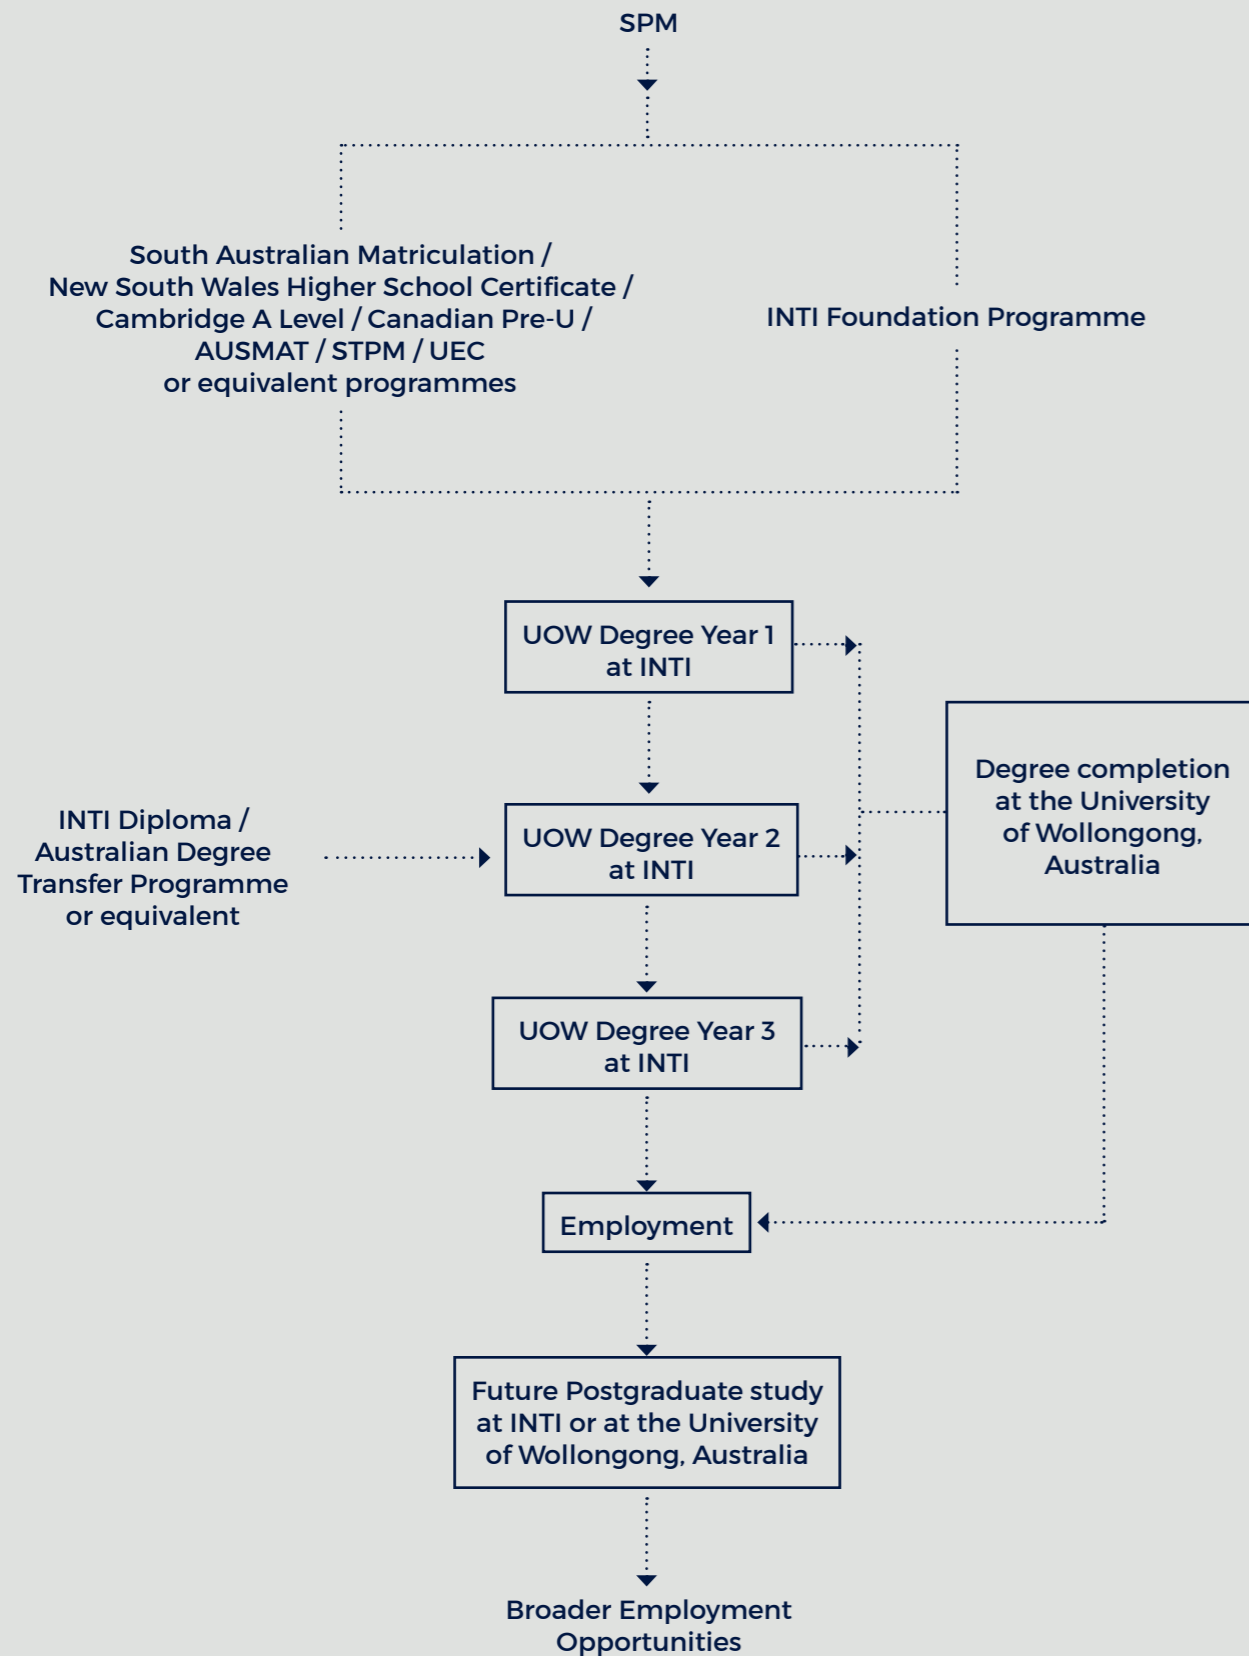 SPM
South Australian Matriculation /
New South Wales Higher School Certificate /
Cambridge A Level / Canadian Pre-U /
AUSMAT / STPM / UEC
or equivalent programmes
INTI Foundation Programme
UOW Degree Year 1
at INTI
Degree completion
at the University
of Wollongong,
Australia
INTI Diploma /
Australian Degree
Transfer Programme
or equivalent
UOW Degree Year 2
at INTI
UOW Degree Year 3
at INTI
Employment
Future Postgraduate study
at INTI or at the University
of Wollongong, Australia
Broader Employment
Opportunities